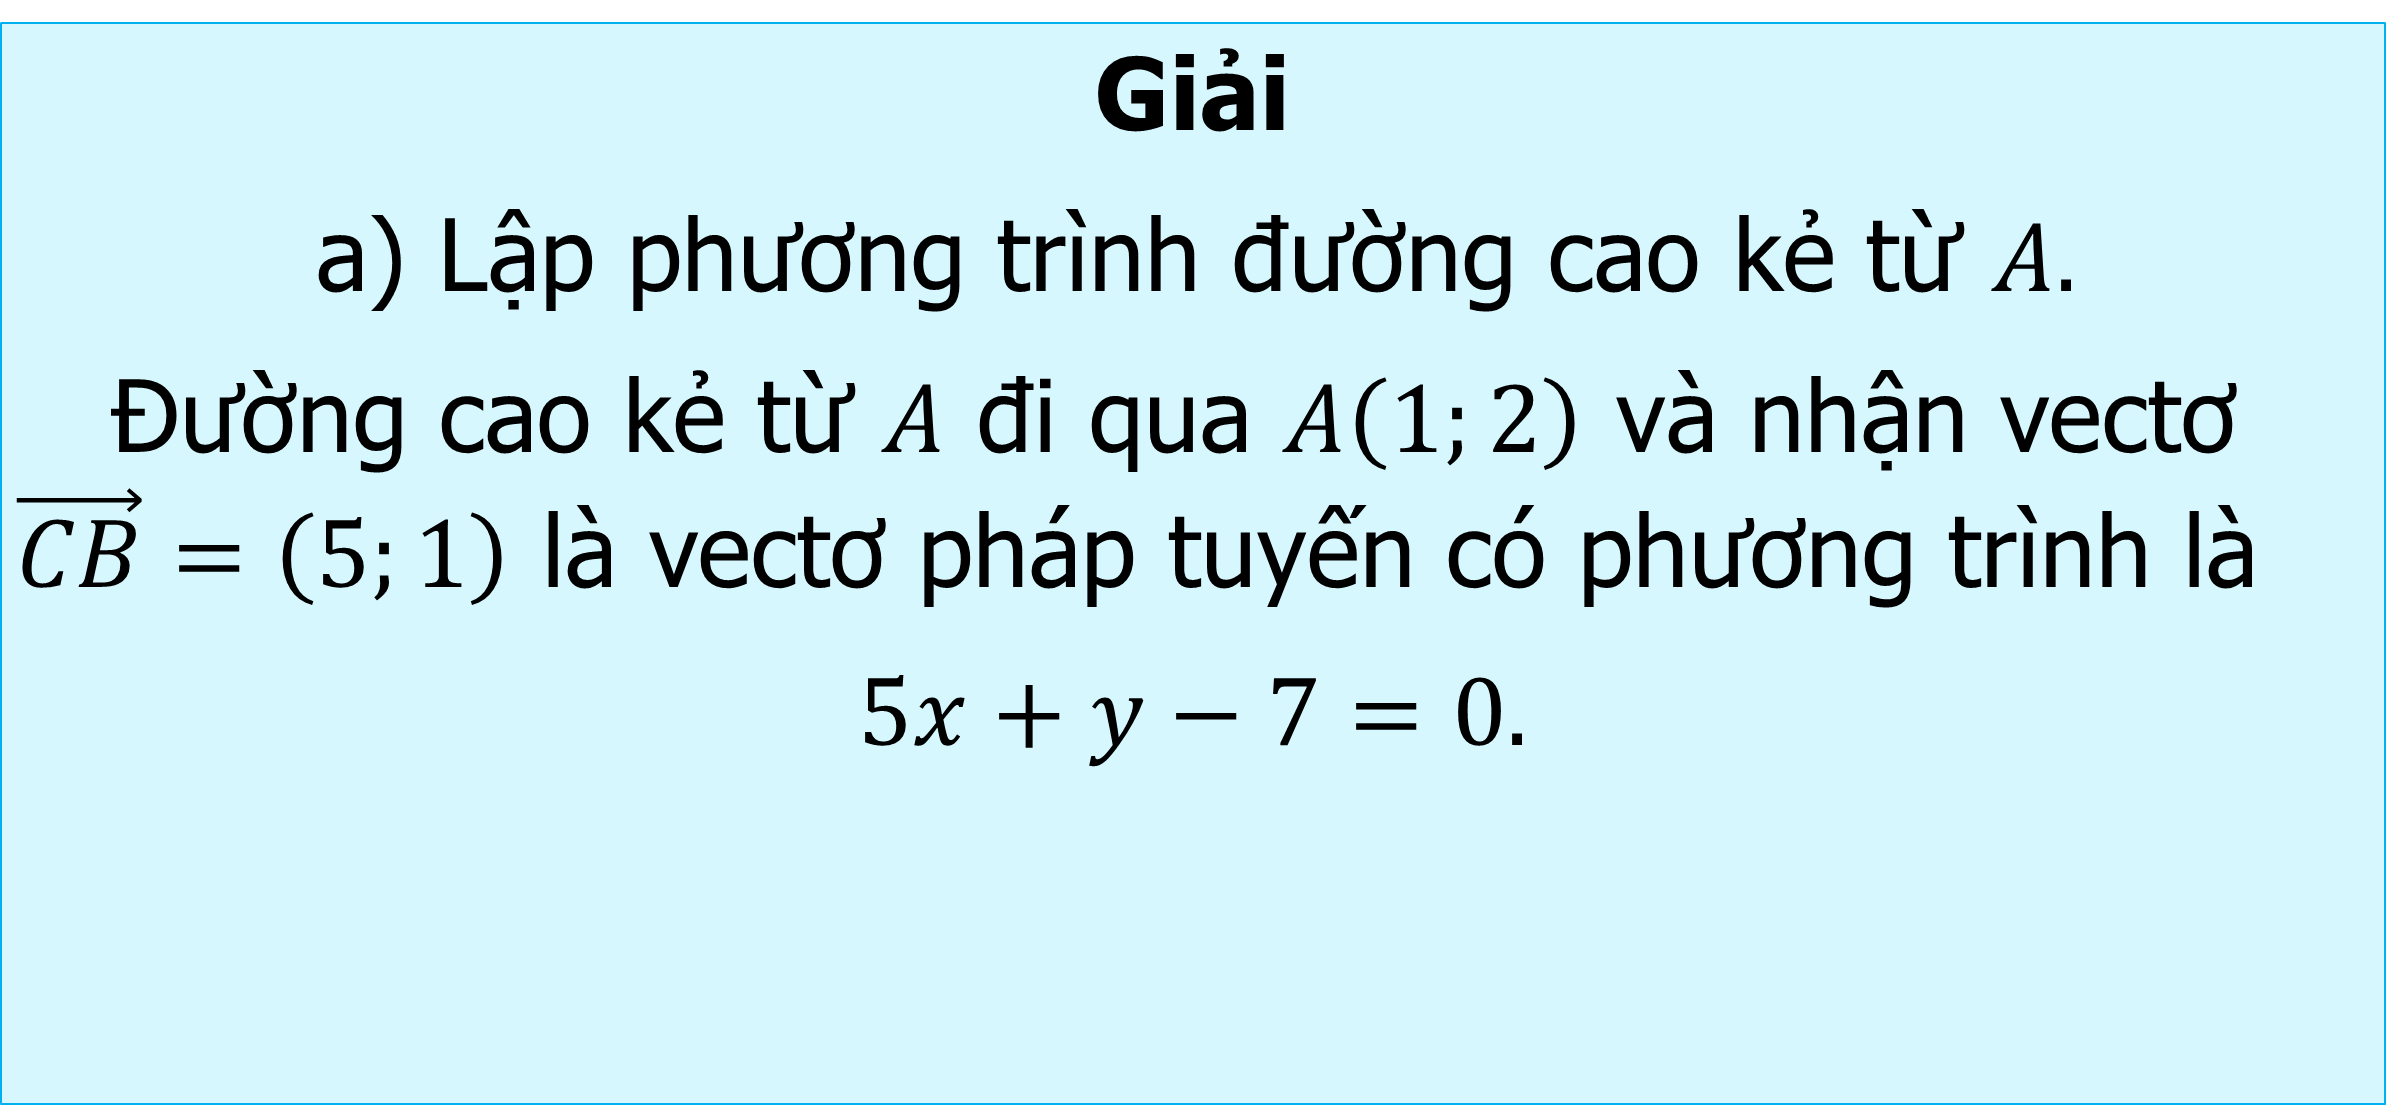 Giải
a) Lập phương trình đường cao kẻ từ A.
Đường cao kẻ từ A đi qua A(1; 2) và nhận vectơ
$\overrightarrow{CB}$ = (5; 1) là vectơ pháp tuyến có phương trình là
5x + y − 7 = 0.